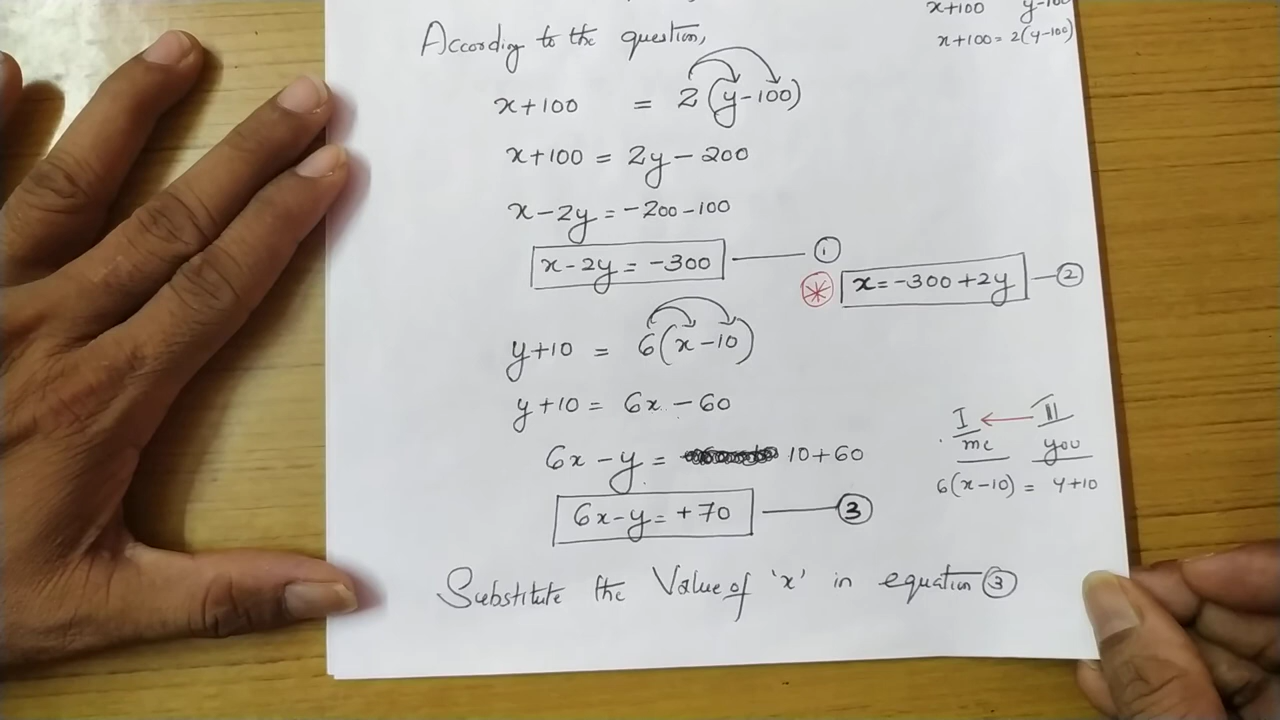 x+100 y-100
x+100 = 2(y-100)
According to the question,
x+100 = 2(y-100)
x+100 = 2y - 200
x-2y = -200-100
x-2y = -300 ①
x = -300+2y ②
y+10 = 6(x-10)
y+10 = 6x - 60
I ← II
me you
6(x-10) = y+10
6x-y = 10+60
6x-y = +70 ③
Substitute the Value of 'x' in equation ③